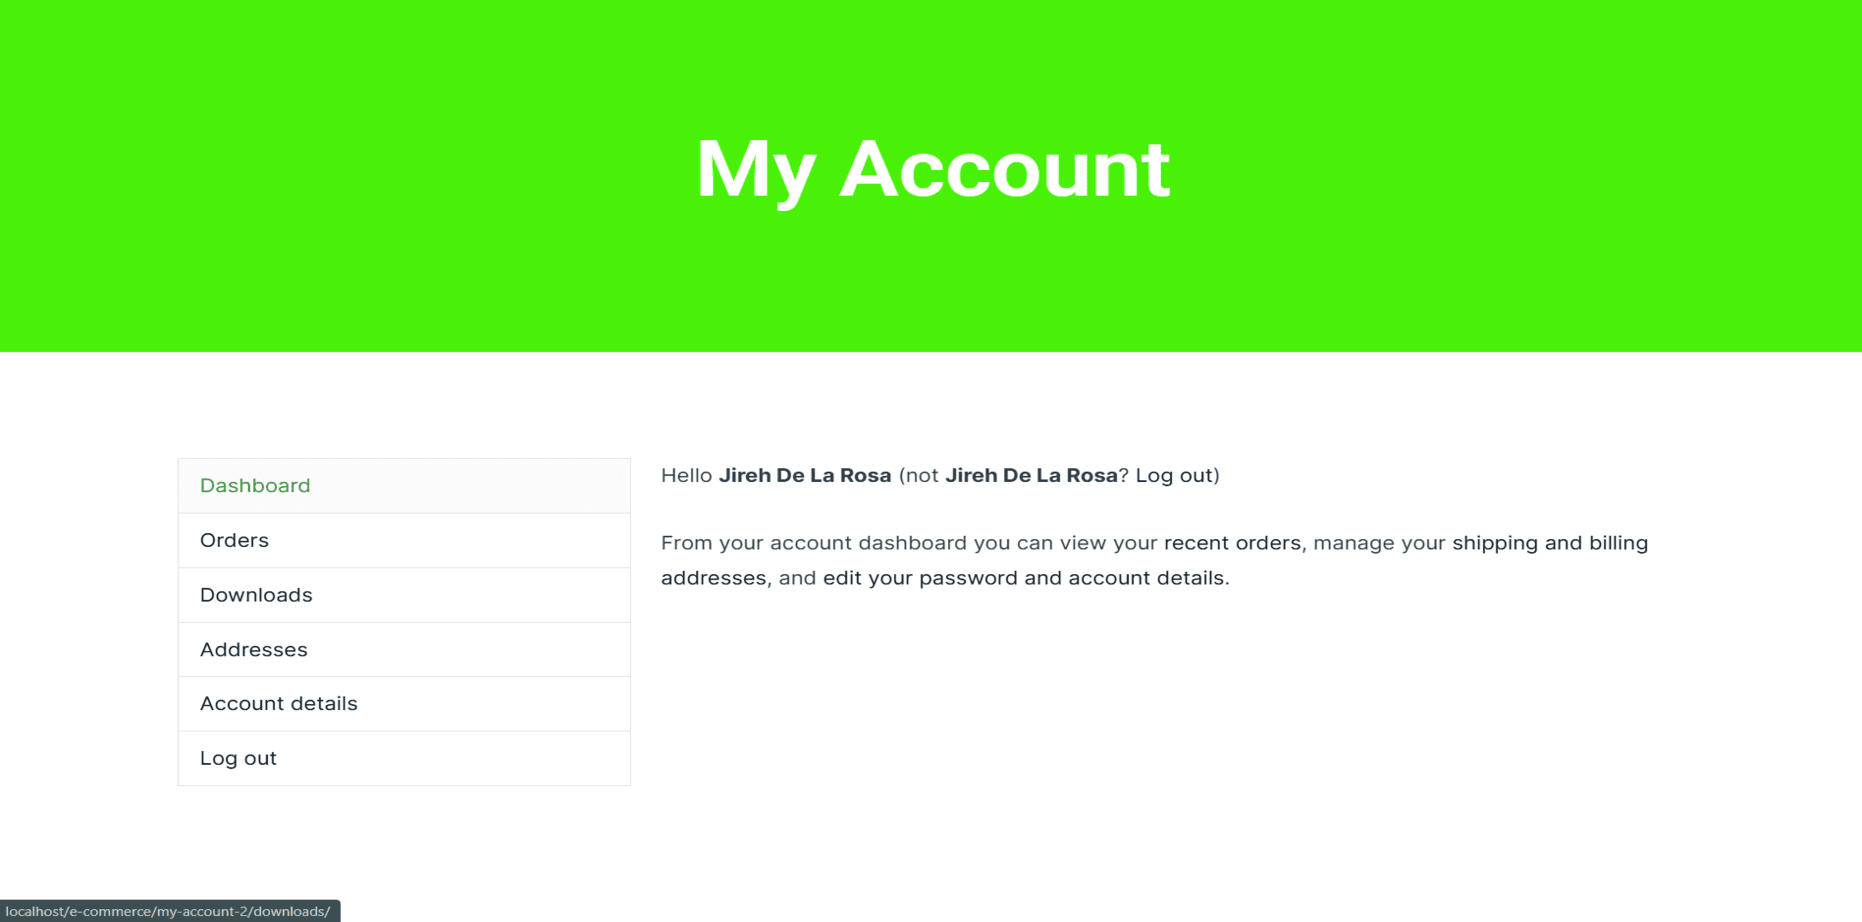 My Account
Dashboard
Orders
Downloads
Addresses
Account details
Log out
Hello Jireh De La Rosa (not Jireh De La Rosa? Log out)
From your account dashboard you can view your recent orders, manage your shipping and billing
addresses, and edit your password and account details.
localhost/e-commerce/my-account-2/downloads/